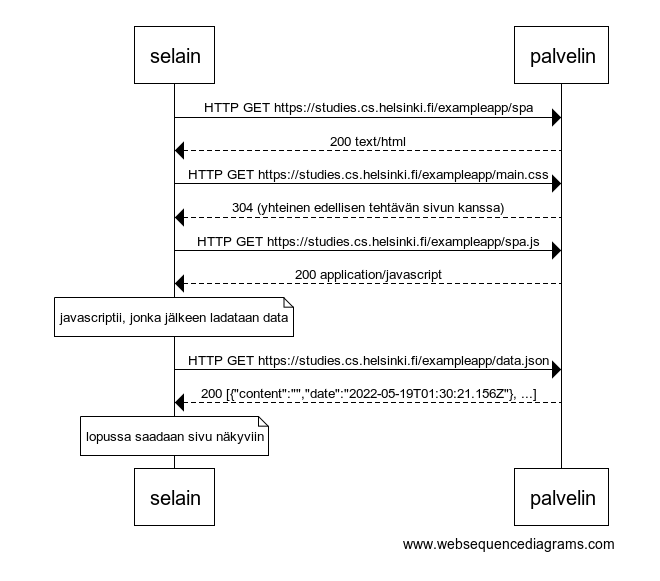 selain
palvelin
HTTP GET https://studies.cs.helsinki.fi/exampleapp/spa
200 text/html
HTTP GET https://studies.cs.helsinki.fi/exampleapp/main.css
304 (yhteinen edellisen tehtävän sivun kanssa)
HTTP GET https://studies.cs.helsinki.fi/exampleapp/spa.js
200 application/javascript
javascriptii, jonka jälkeen ladataan data
HTTP GET https://studies.cs.helsinki.fi/exampleapp/data.json
200 [{"content":"","date":"2022-05-19T01:30:21.156Z"}, ...]
lopussa saadaan sivu näkyviin
selain
palvelin
www.websequencediagrams.com